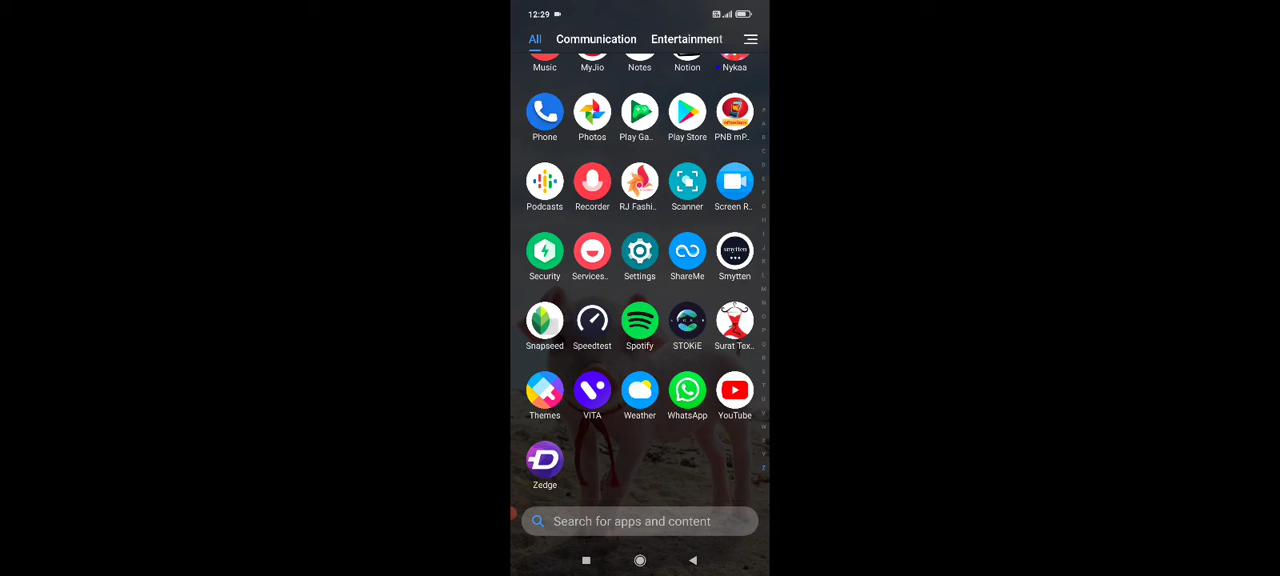 12:29
All Communication Entertainment
Music MyJio Notes Notion Nykaa
Phone Photos Play Ga.. Play Store PNB mP..
Podcasts Recorder RJ Fashi.. Scanner Screen R..
Security Services.. Settings ShareMe Smytten
smytten
Snapseed Speedtest Spotify STOKiE Surat Tex..
Themes VITA Weather WhatsApp YouTube
Zedge
Search for apps and content